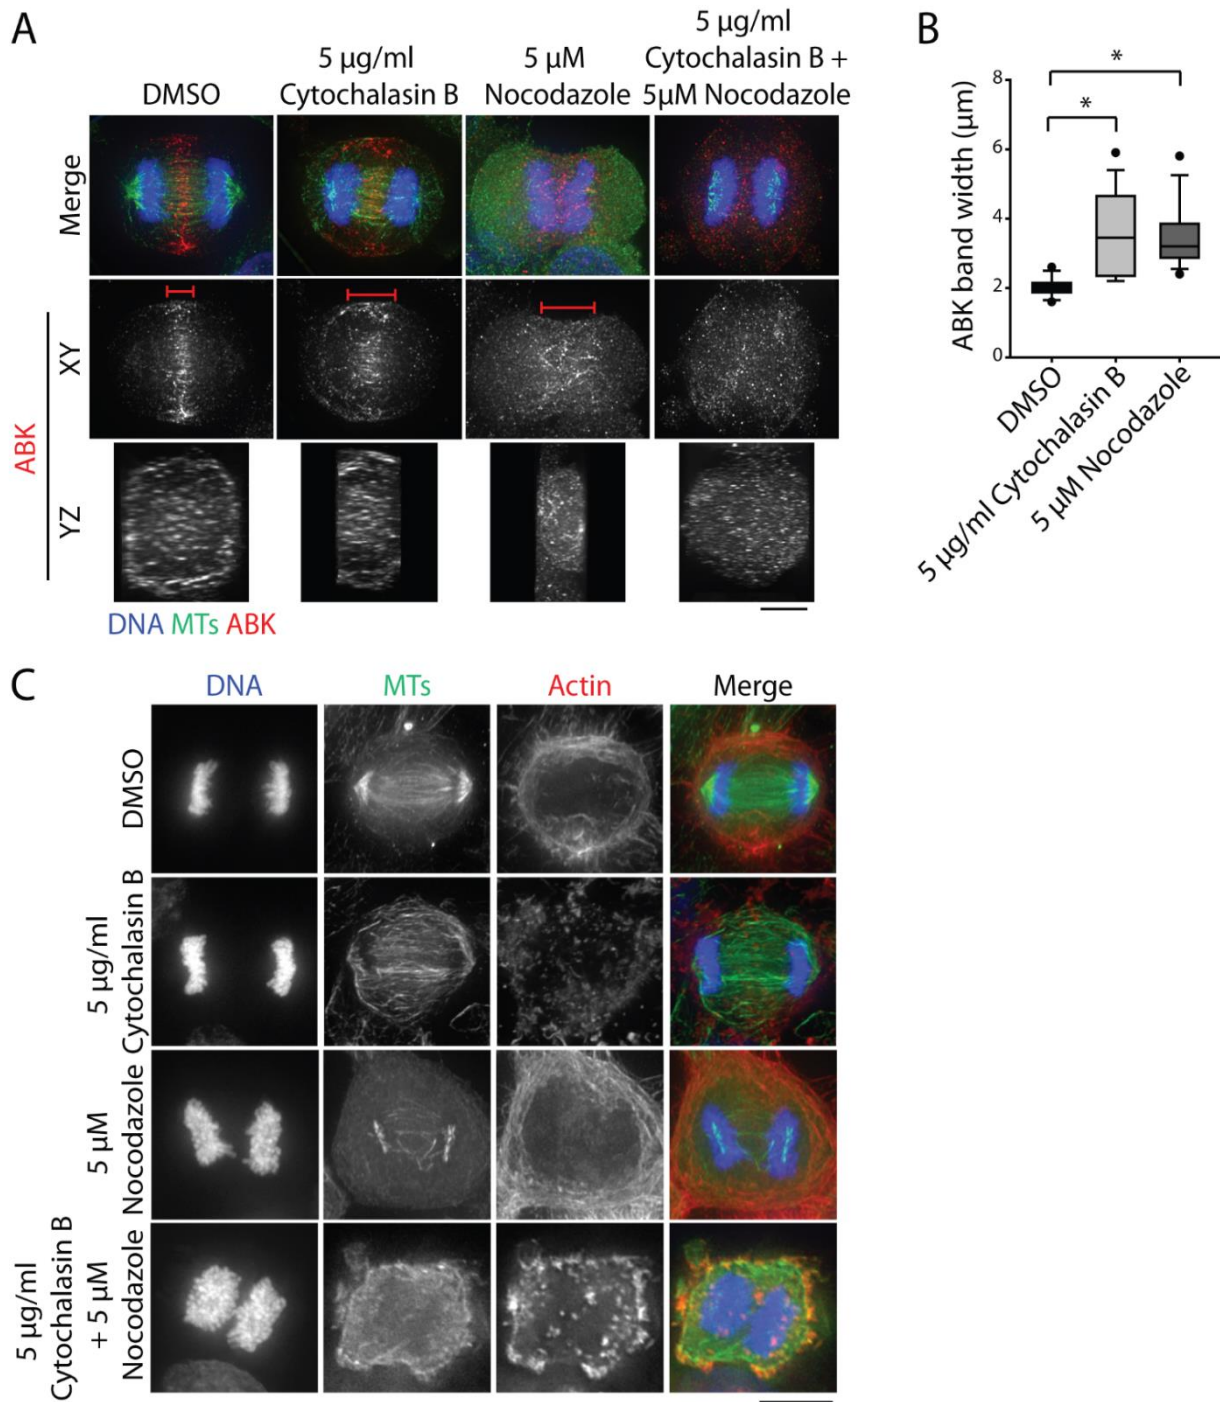 A
DMSO
5 µg/ml
Cytochalasin B
5 µM
Nocodazole
5 µg/ml
Cytochalasin B +
5µM Nocodazole
Merge
XY
YZ
ABK
DNA MTs ABK
B
ABK band width (µm)
8
6
4
2
0
*
*
DMSO
5 µg/ml Cytochalasin B
5 µM Nocodazole
C
DNA
MTs
Actin
Merge
DMSO
5 µg/ml
Cytochalasin B
5 µM
Nocodazole
5 µg/ml
Cytochalasin B
+ 5 µM
Nocodazole